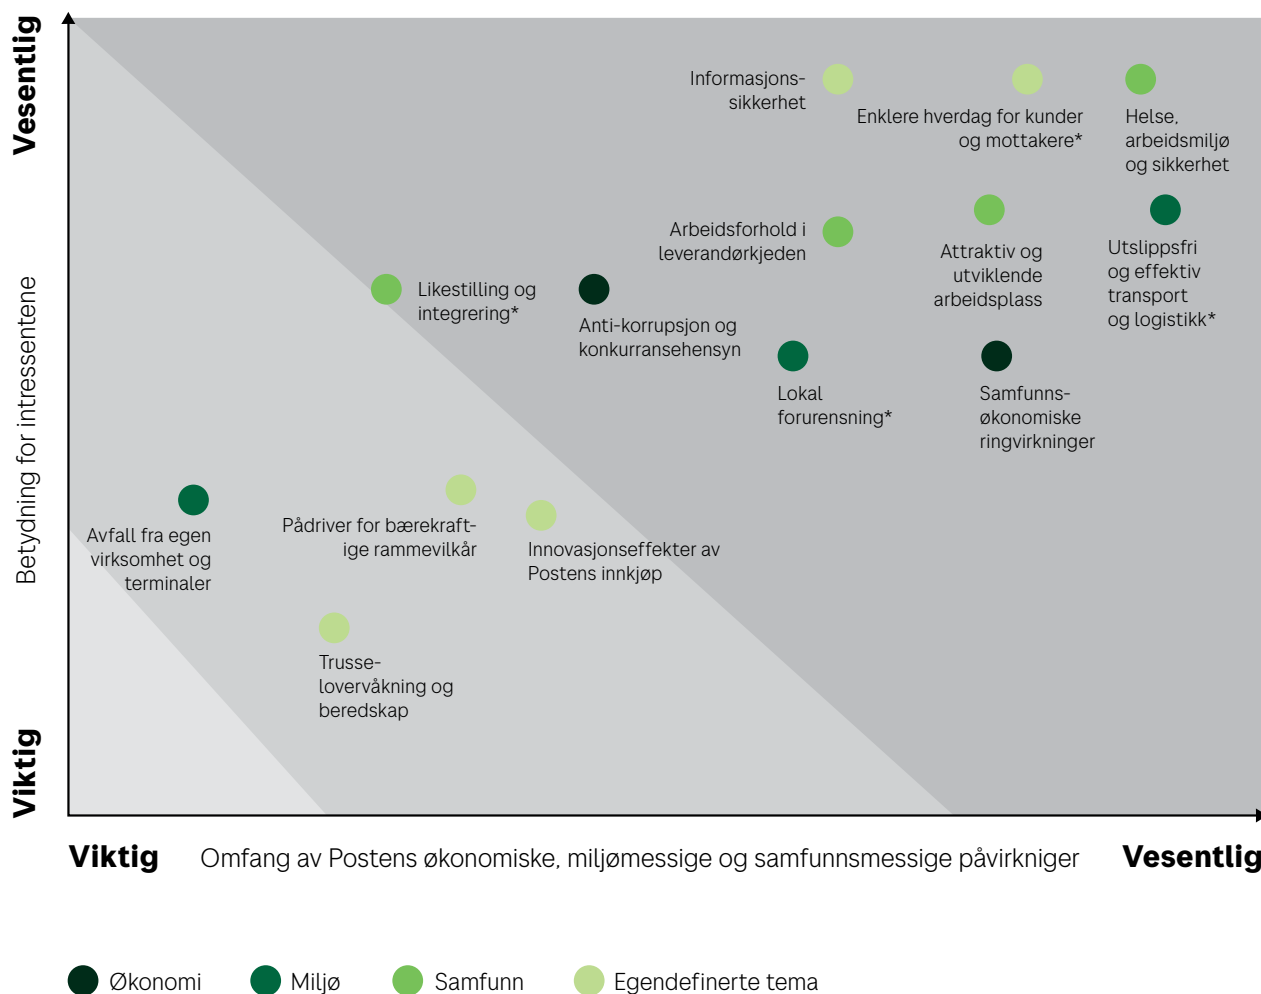 Vesentlig
Betydning for intressentene
Viktig
Informasjons-
sikkerhet
Enklere hverdag for kunder
og mottakere*
Helse,
arbeidsmiljø
og sikkerhet
Arbeidsforhold i
leverandørkjeden
Attraktiv og
utviklende
arbeidsplass
Utslippsfri
og effektiv
transport
og logistikk*
Likestilling og
integrering*
Anti-korrupsjon og
konkurransehensyn
Lokal
forurensning*
Samfunns-
økonomiske
ringvirkninger
Avfall fra egen
virksomhet og
terminaler
Pådriver for bærekraft-
ige rammevilkår
Innovasjonseffekter av
Postens innkjøp
Trusse-
lovervåkning og
beredskap
Viktig
Omfang av Postens økonomiske, miljømessige og samfunnsmessige påvirkniger
Vesentlig
Økonomi
Miljø
Samfunn
Egendefinerte tema